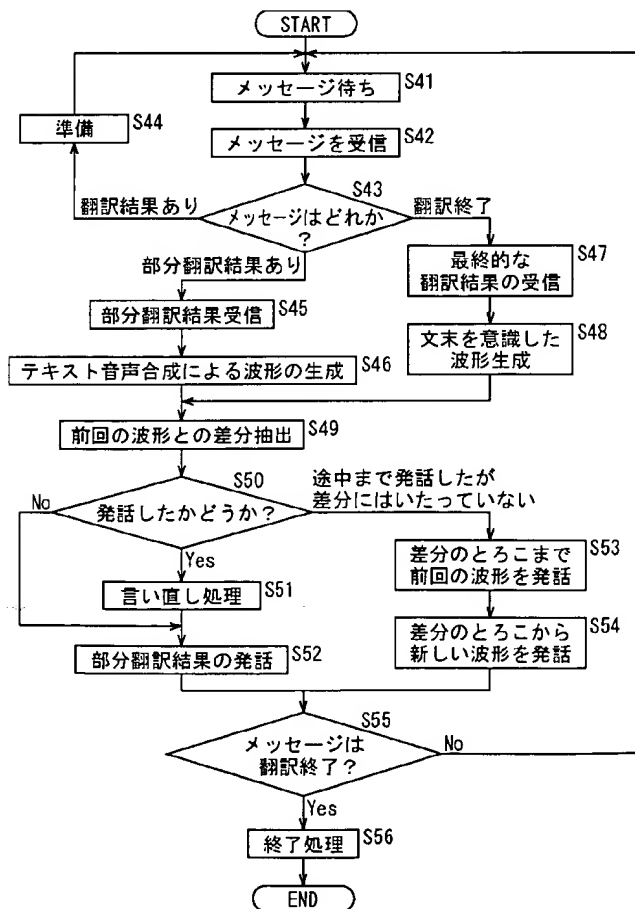 START
メッセージ待ち
S41
準備
S44
メッセージを受信
S42
S43
翻訳結果あり
メッセージはどれか
?
翻訳終了
部分翻訳結果あり
最終的な
翻訳結果の受信
S47
部分翻訳結果受信
S45
文末を意識した
波形生成
S48
テキスト音声合成による波形の生成
S46
前回の波形との差分抽出
S49
S50
No
発話したかどうか?
途中まで発話したが
差分にはいたっていない
Yes
差分のとろこまで
前回の波形を発話
S53
言い直し処理
S51
差分のとろこから
新しい波形を発話
S54
部分翻訳結果の発話
S52
S55
メッセージは
翻訳終了?
No
Yes
終了処理
S56
END